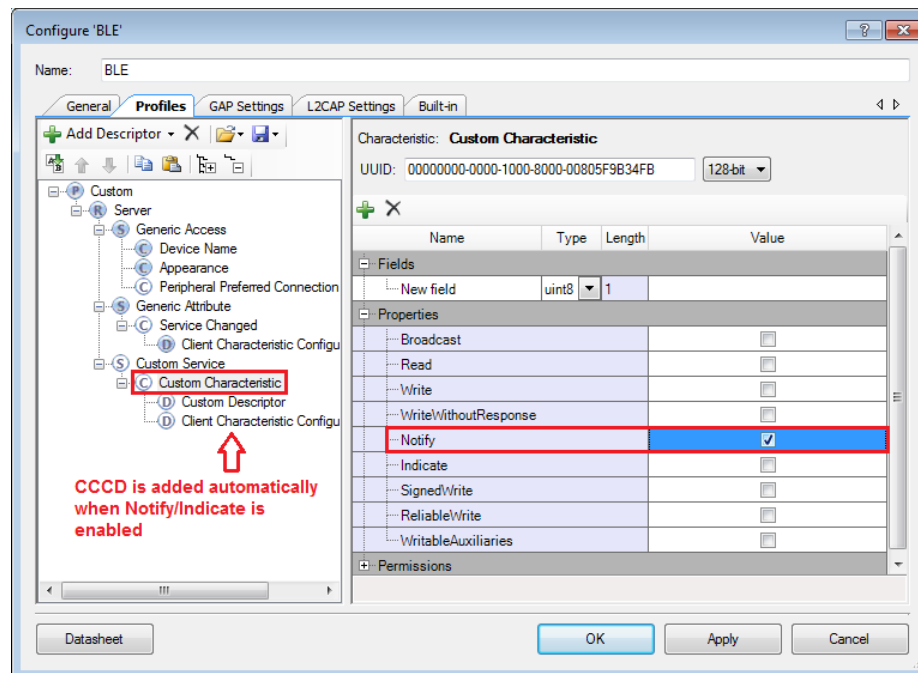 Configure 'BLE'
Name: BLE
General Profiles GAP Settings L2CAP Settings Built-in
Add Descriptor
Custom
Server
Generic Access
Device Name
Appearance
Peripheral Preferred Connection
Generic Attribute
Service Changed
Client Characteristic Configu
Custom Service
Custom Characteristic
Custom Descriptor
Client Characteristic Configu
CCCD is added automatically
when Notify/Indicate is
enabled
Characteristic: Custom Characteristic
UUID: 00000000-0000-1000-8000-00805F9B34FB 128-bit
Name Type Length Value
Fields
New field uint8 1
Properties
Broadcast
Read
Write
WriteWithoutResponse
Notify
Indicate
SignedWrite
ReliableWrite
WritableAuxiliaries
Permissions
Datasheet OK Apply Cancel